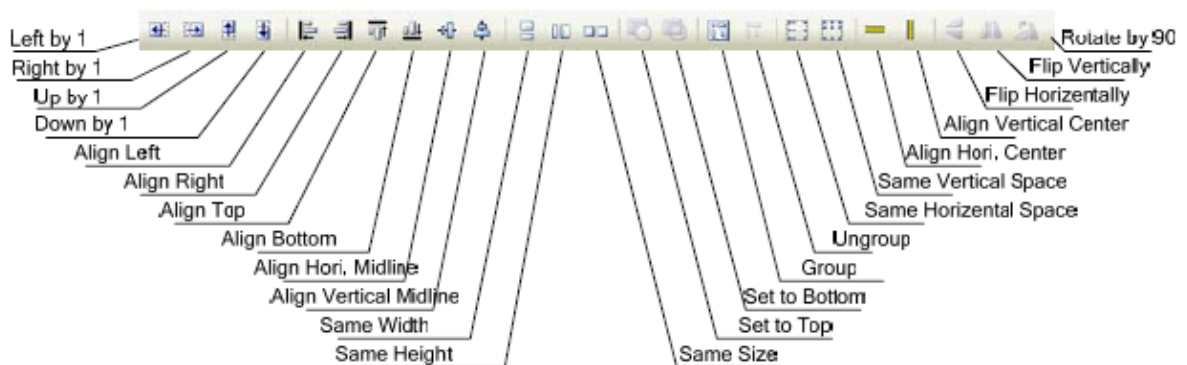 Left by 1
Right by 1
Up by 1
Down by 1
Align Left
Align Right
Align Top
Align Bottom
Align Hori. Midline
Align Vertical Midline
Same Width
Same Height
Same Size
Set to Top
Set to Bottom
Group
Ungroup
Same Horizental Space
Same Vertical Space
Align Hori. Center
Align Vertical Center
Flip Horizentally
Flip Vertically
Rotate by 90